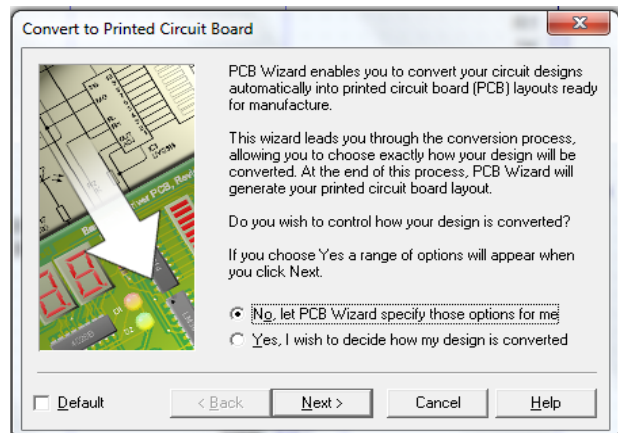 Convert to Printed Circuit Board
PCB Wizard enables you to convert your circuit designs
automatically into printed circuit board (PCB) layouts ready
for manufacture.
This wizard leads you through the conversion process,
allowing you to choose exactly how your design will be
converted. At the end of this process, PCB Wizard will
generate your printed circuit board layout.
Do you wish to control how your design is converted?
If you choose Yes a range of options will appear when
you click Next.
No, let PCB Wizard specify those options for me
Yes, I wish to decide how my design is converted
Default
< Back
Next >
Cancel
Help